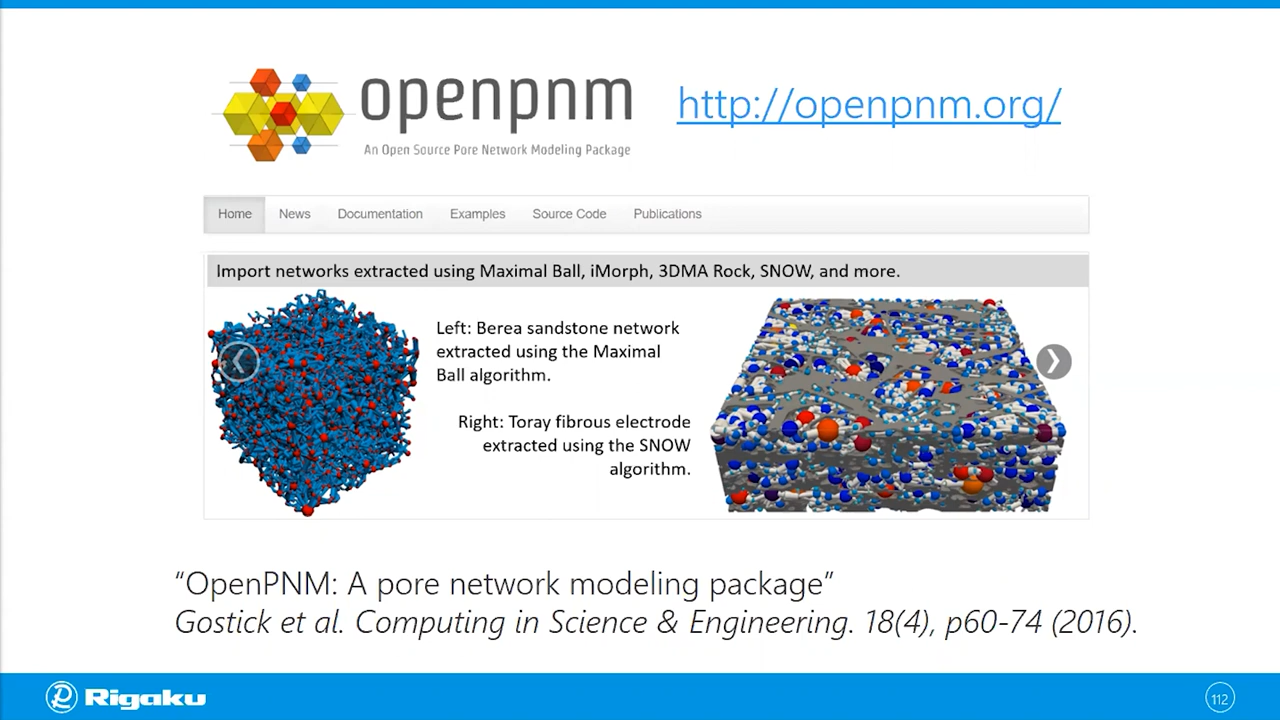 openpnm
An Open Source Pore Network Modeling Package
http://openpnm.org/
Home News Documentation Examples Source Code Publications
Import networks extracted using Maximal Ball, iMorph, 3DMA Rock, SNOW, and more.
Left: Berea sandstone network
extracted using the Maximal
Ball algorithm.
Right: Toray fibrous electrode
extracted using the SNOW
algorithm.
“OpenPNM: A pore network modeling package”
Gostick et al. Computing in Science & Engineering. 18(4), p60-74 (2016).
Rigaku
112